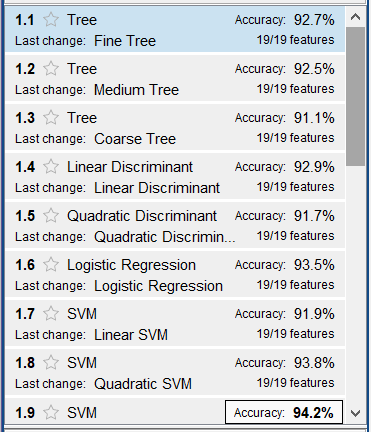 1.1 Tree Accuracy: 92.7%
Last change: Fine Tree 19/19 features
1.2 Tree Accuracy: 92.5%
Last change: Medium Tree 19/19 features
1.3 Tree Accuracy: 91.1%
Last change: Coarse Tree 19/19 features
1.4 Linear Discriminant Accuracy: 92.9%
Last change: Linear Discriminant 19/19 features
1.5 Quadratic Discriminant Accuracy: 91.7%
Last change: Quadratic Discrimin... 19/19 features
1.6 Logistic Regression Accuracy: 93.5%
Last change: Logistic Regression 19/19 features
1.7 SVM Accuracy: 91.9%
Last change: Linear SVM 19/19 features
1.8 SVM Accuracy: 93.8%
Last change: Quadratic SVM 19/19 features
1.9 SVM Accuracy: 94.2%